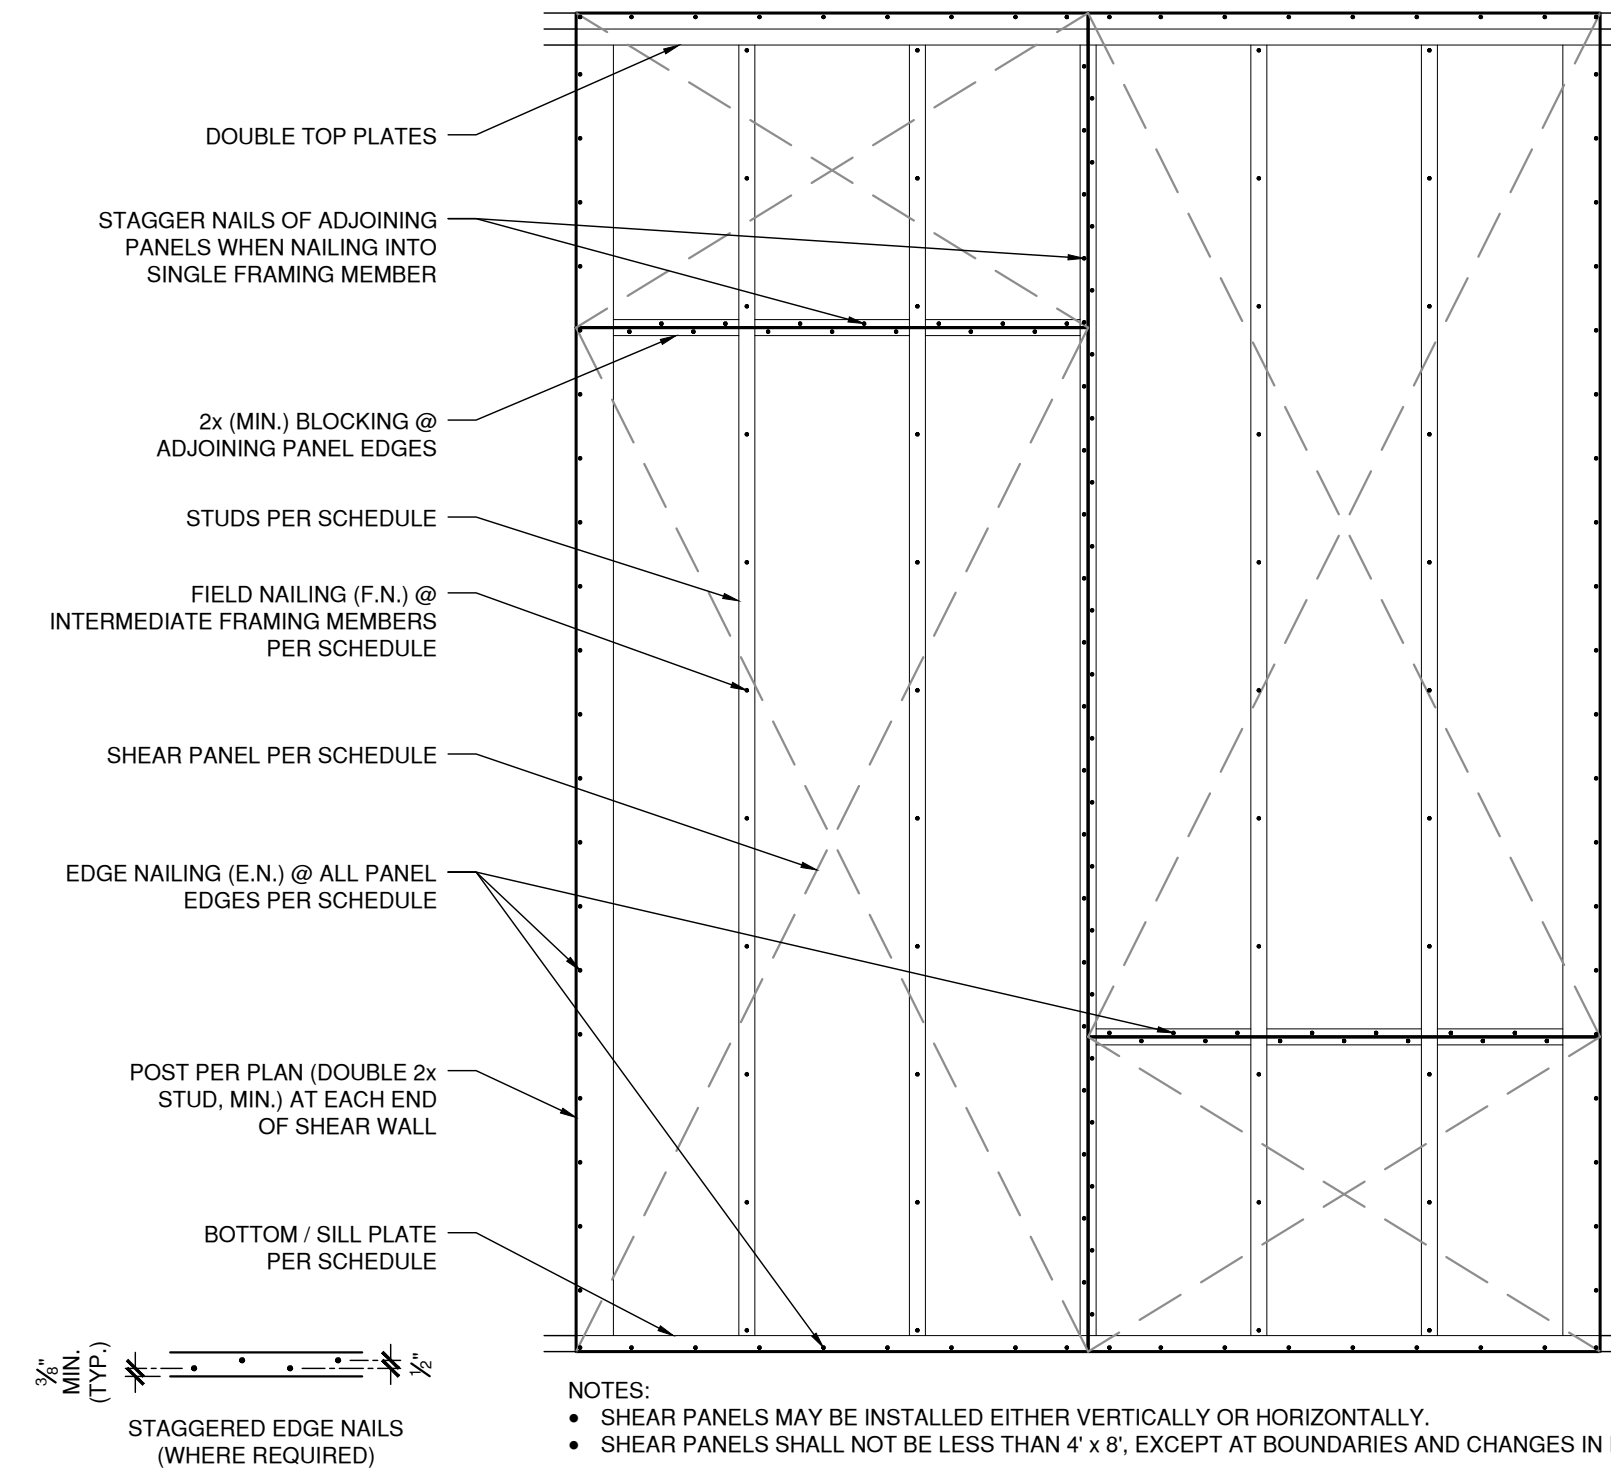 DOUBLE TOP PLATES
STAGGER NAILS OF ADJOINING
PANELS WHEN NAILING INTO
SINGLE FRAMING MEMBER
2x (MIN.) BLOCKING @
ADJOINING PANEL EDGES
STUDS PER SCHEDULE
FIELD NAILING (F.N.) @
INTERMEDIATE FRAMING MEMBERS
PER SCHEDULE
SHEAR PANEL PER SCHEDULE
EDGE NAILING (E.N.) @ ALL PANEL
EDGES PER SCHEDULE
POST PER PLAN (DOUBLE 2x
STUD, MIN.) AT EACH END
OF SHEAR WALL
BOTTOM / SILL PLATE
PER SCHEDULE
3/8"
MIN.
(TYP.)
1/2"
STAGGERED EDGE NAILS
(WHERE REQUIRED)
NOTES:
• SHEAR PANELS MAY BE INSTALLED EITHER VERTICALLY OR HORIZONTALLY.
• SHEAR PANELS SHALL NOT BE LESS THAN 4' x 8', EXCEPT AT BOUNDARIES AND CHANGES IN